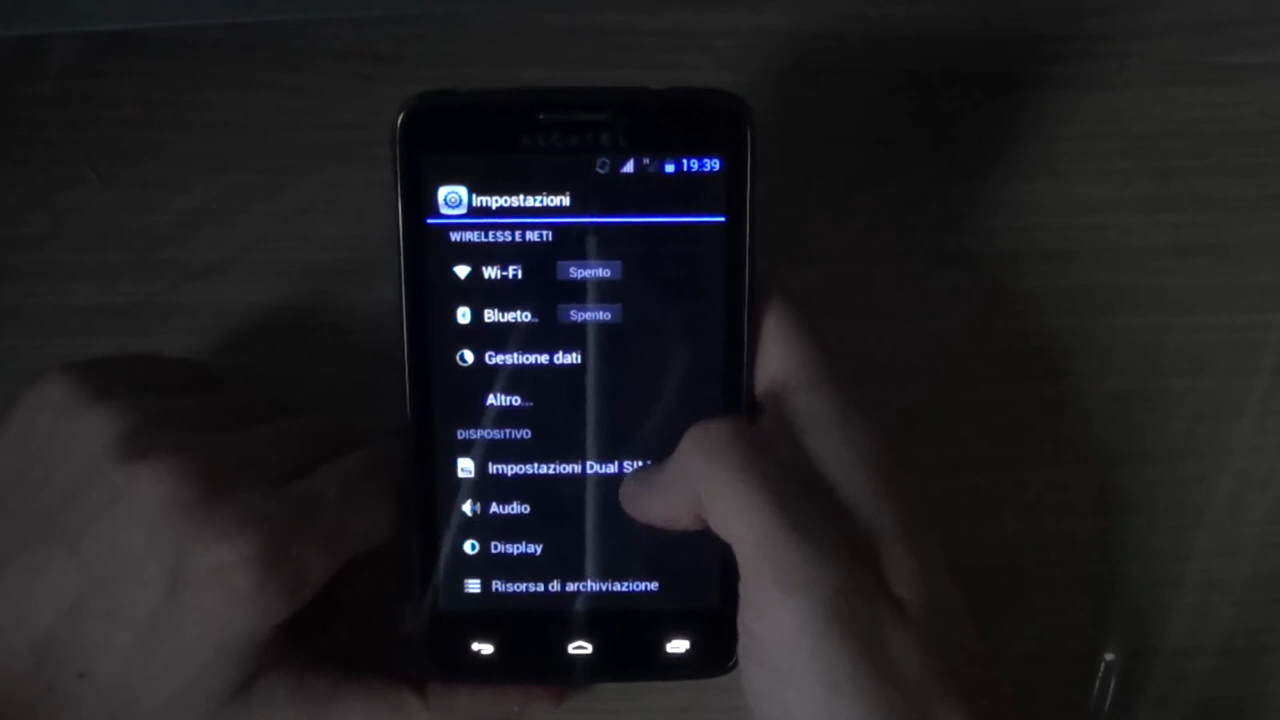 ALCATEL
H 19:39
Impostazioni
WIRELESS E RETI
Wi-Fi Spento
Blueto... Spento
Gestione dati
Altro...
DISPOSITIVO
Impostazioni Dual
Audio
Display
Risorsa di archiviazione